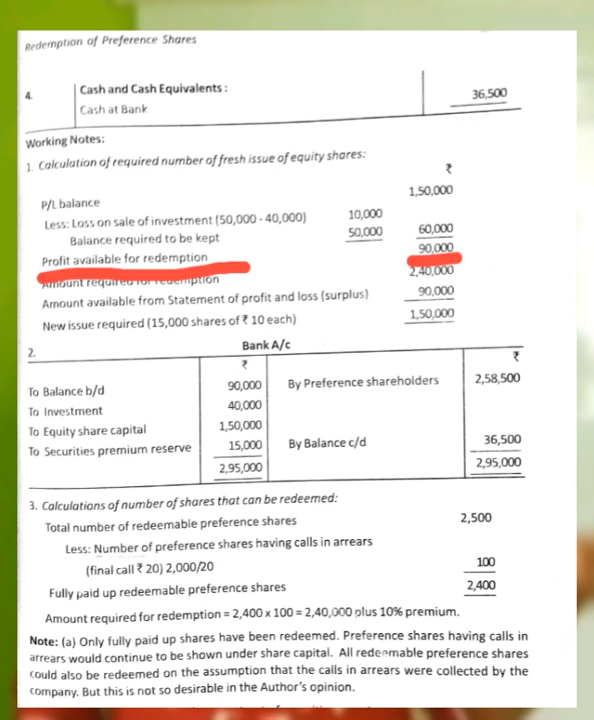 Redemption of Preference Shares
4. Cash and Cash Equivalents :
Cash at Bank 36,500
Working Notes:
1. Calculation of required number of fresh issue of equity shares:
₹
P/L balance 1,50,000
Less: Loss on sale of investment (50,000 - 40,000) 10,000
Balance required to be kept 50,000 60,000
Profit available for redemption 90,000
Amount required for redemption 2,40,000
Amount available from Statement of profit and loss (surplus) 90,000
New issue required (15,000 shares of ₹ 10 each) 1,50,000
2. Bank A/c
₹ ₹
To Balance b/d 90,000 By Preference shareholders 2,58,500
To Investment 40,000
To Equity share capital 1,50,000
To Securities premium reserve 15,000 By Balance c/d 36,500
2,95,000 2,95,000
3. Calculations of number of shares that can be redeemed:
Total number of redeemable preference shares 2,500
Less: Number of preference shares having calls in arrears
(final call ₹ 20) 2,000/20 100
Fully paid up redeemable preference shares 2,400
Amount required for redemption = 2,400 x 100 = 2,40,000 plus 10% premium.
Note: (a) Only fully paid up shares have been redeemed. Preference shares having calls in
arrears would continue to be shown under share capital. All redeemable preference shares
could also be redeemed on the assumption that the calls in arrears were collected by the
company. But this is not so desirable in the Author's opinion.